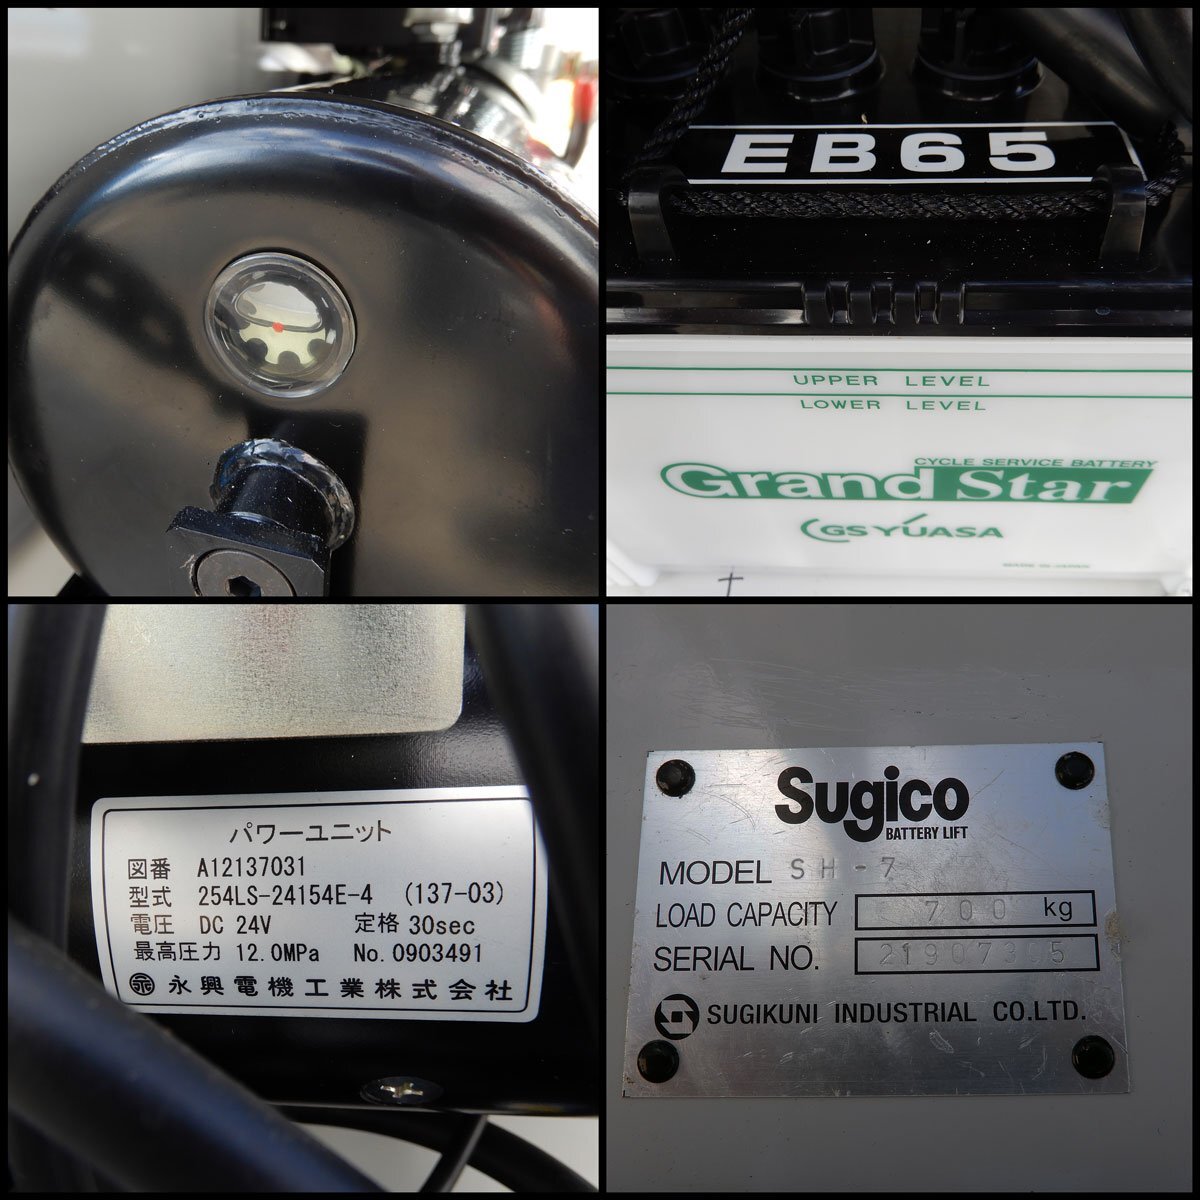 EB65
UPPER LEVEL
LOWER LEVEL
CYCLE SERVICE BATTERY
Grand Star
GS YUASA
MADE IN JAPAN
パワーユニット
図番 A12137031
型式 254LS-24154E-4 (137-03)
電圧 DC 24V 定格 30sec
最高圧力 12.0MPa No. 0903491
永興電機工業株式会社
Sugico
BATTERY LIFT
MODEL SH-7
LOAD CAPACITY 700 kg
SERIAL NO. 21907305
SUGIKUNI INDUSTRIAL CO.LTD.